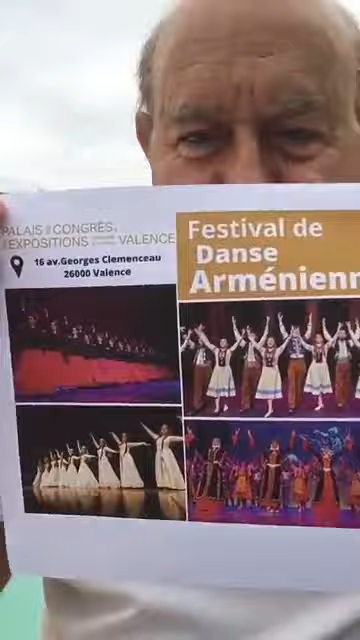 PALAIS DES CONGRÈS
EXPOSITIONS VALENCE
16 av.Georges Clemenceau
26000 Valence
Festival de
Danse
Arménienn